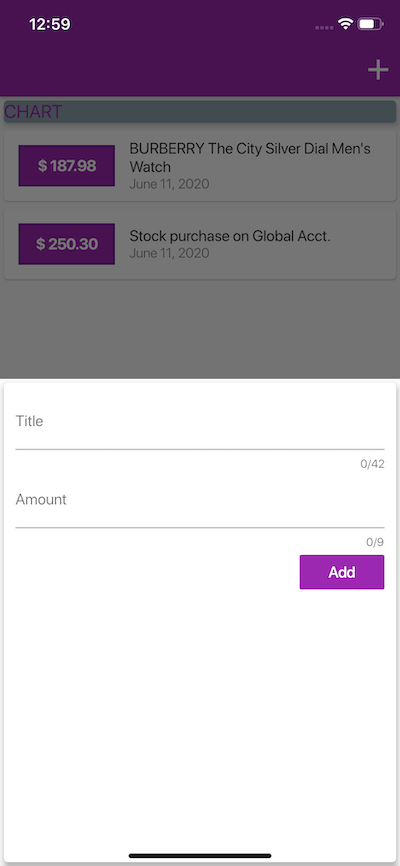 12:59
CHART
$ 187.98
BURBERRY The City Silver Dial Men's
Watch
June 11, 2020
$ 250.30
Stock purchase on Global Acct.
June 11, 2020
Title
0/42
Amount
0/9
Add